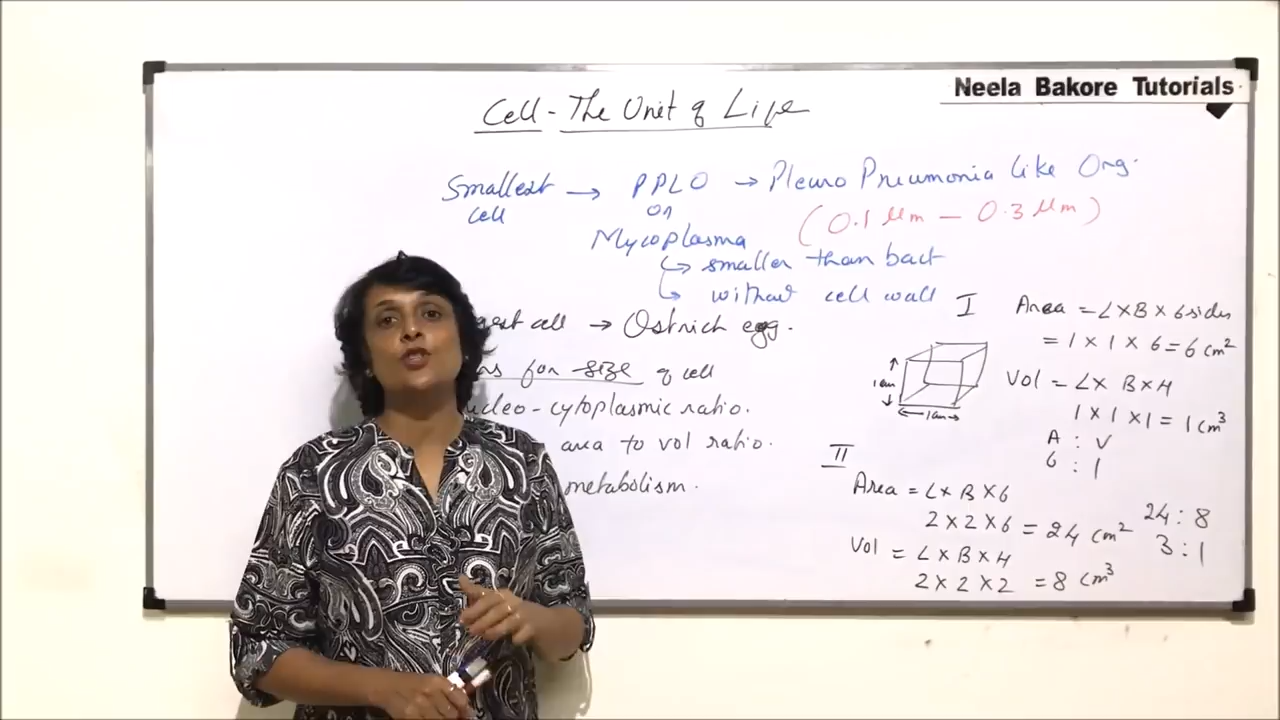 Neela Bakore Tutorials
Cell - The Unit of Life
Smallest cell → PPLO → Pleuro Pneumonia like Org.
or
Mycoplasma
(0.1 μm - 0.3 μm)
↳ smaller than bact
↳ without cell wall
cell → Ostrich egg.
for size of cell
cytoplasmic ratio.
area to vol ratio.
metabolism.
I
Area = L × B × 6 sides
= 1 × 1 × 6 = 6 cm²
Vol = L × B × H
1 × 1 × 1 = 1 cm³
A : V
6 : 1
1 cm
1 cm
II
Area = L × B × 6
2 × 2 × 6 = 24 cm²
Vol = L × B × H
2 × 2 × 2 = 8 cm³
24 : 8
3 : 1